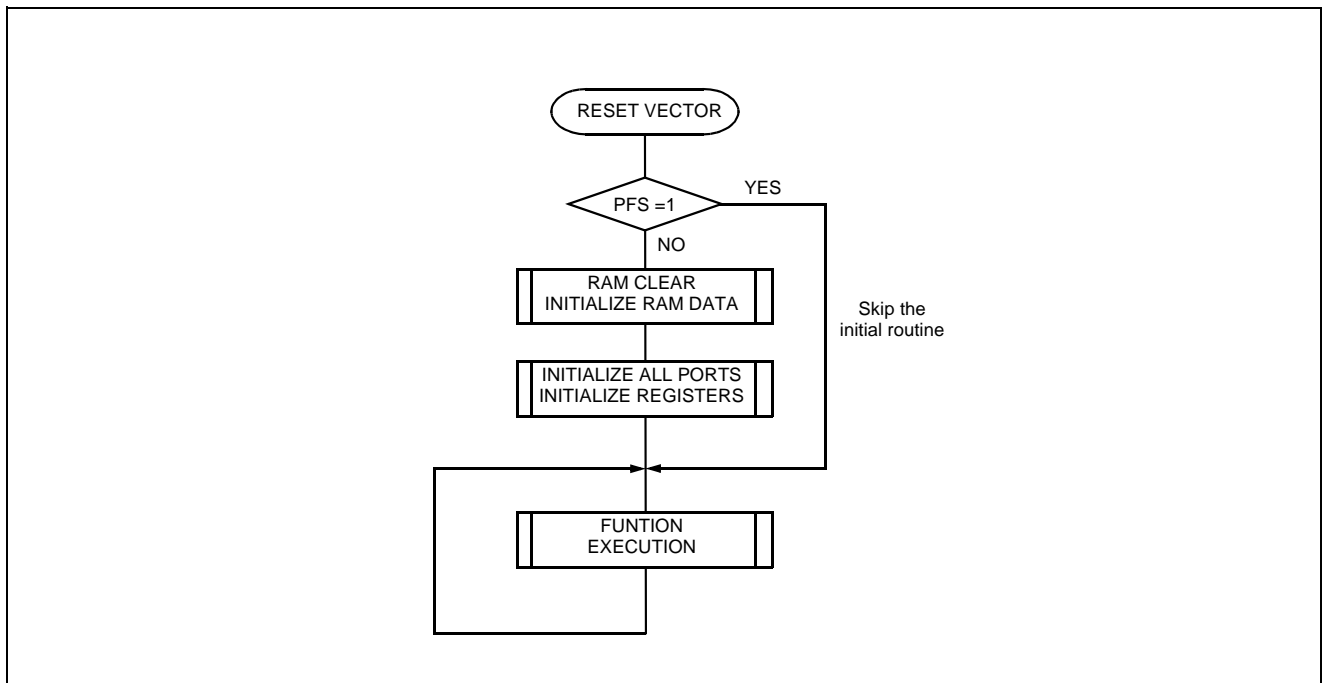 RESET VECTOR
PFS =1
YES
NO
RAM CLEAR
INITIALIZE RAM DATA
Skip the
initial routine
INITIALIZE ALL PORTS
INITIALIZE REGISTERS
FUNTION
EXECUTION